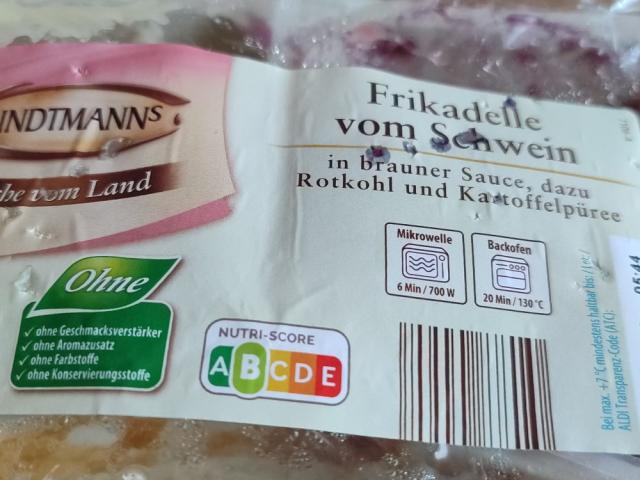 INDTMANNS
he vom Land
Frikadelle
vom Schwein
in brauner Sauce, dazu
Rotkohl und Kartoffelpüree
Mikrowelle
6 Min / 700 W
Backofen
20 Min / 130 °C
Ohne
✓ ohne Geschmacksverstärker
✓ ohne Aromazusatz
✓ ohne Farbstoffe
✓ ohne Konservierungsstoffe
NUTRI-SCORE
A B C D E
Bei max. +7 °C mindestens haltbar bis:
ALDI Transparenz-Code (ATC):
05:44